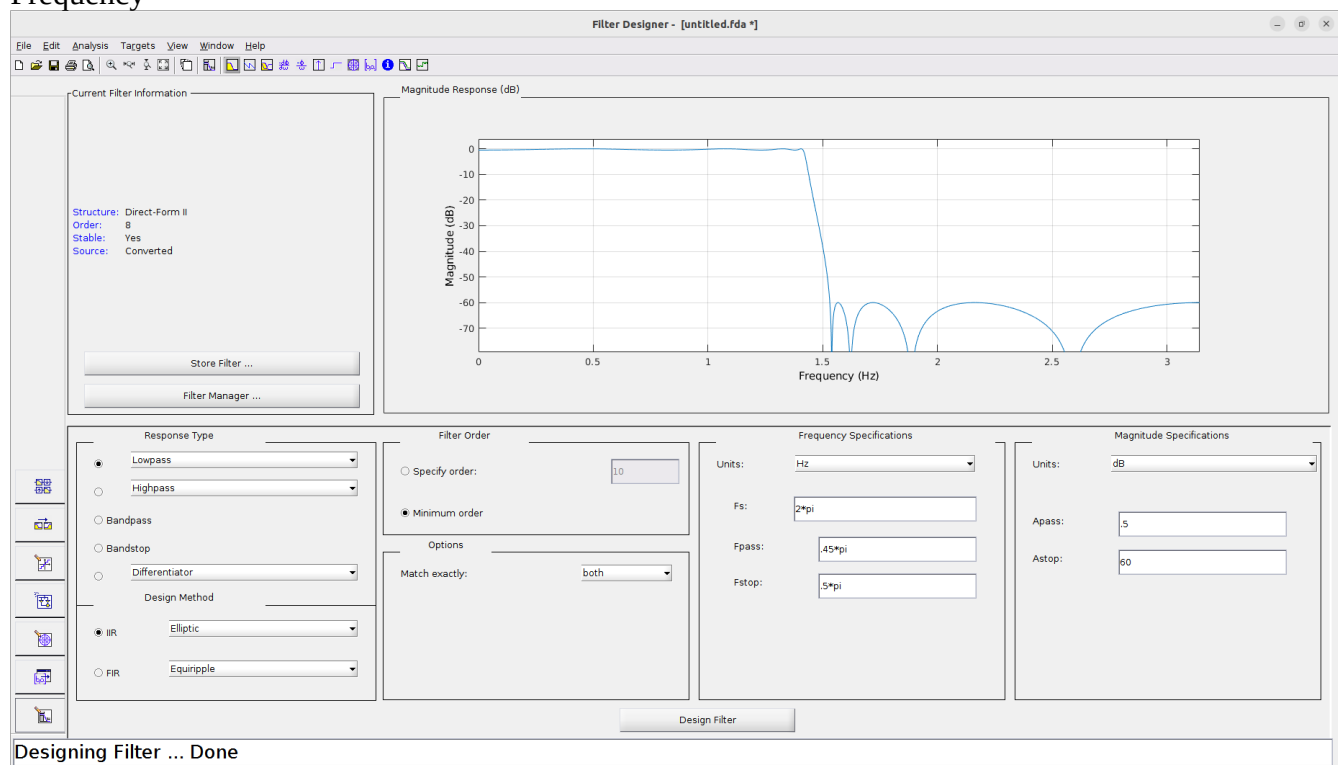 Frequency
Filter Designer - [untitled.fda *]
File Edit Analysis Targets View Window Help
Current Filter Information
Structure: Direct-Form II
Order: 8
Stable: Yes
Source: Converted
Store Filter ...
Filter Manager ...
Magnitude Response (dB)
0
-10
-20
-30
-40
-50
-60
-70
Magnitude (dB)
0 0.5 1 1.5 2 2.5 3
Frequency (Hz)
Response Type
Lowpass
Highpass
Bandpass
Bandstop
Differentiator
Design Method
IIR Elliptic
FIR Equiripple
Filter Order
Specify order: 10
Minimum order
Options
Match exactly: both
Frequency Specifications
Units: Hz
Fs: 2*pi
Fpass: .45*pi
Fstop: .5*pi
Magnitude Specifications
Units: dB
Apass: .5
Astop: 60
Design Filter
Designing Filter ... Done